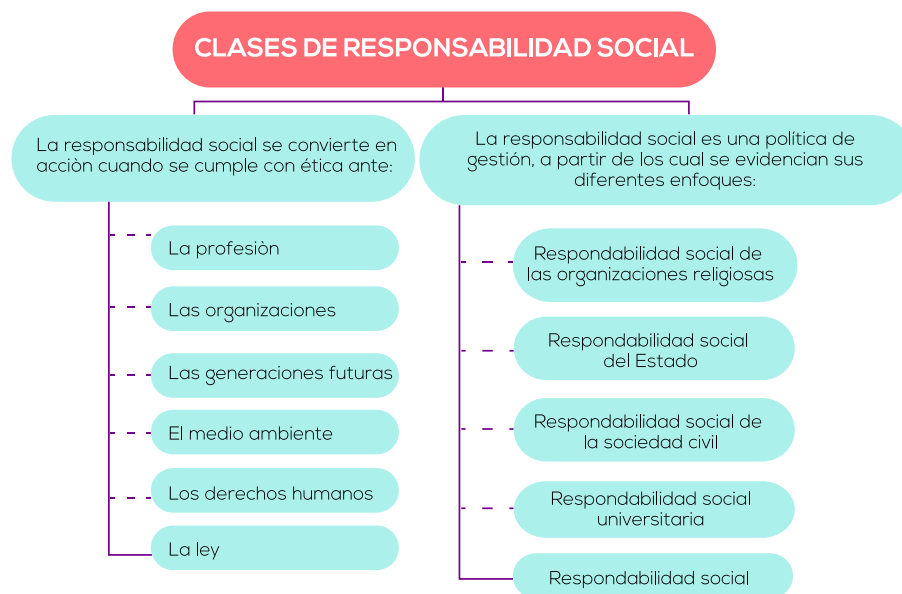 CLASES DE RESPONSABILIDAD SOCIAL
La responsabilidad social se convierte en
acciòn cuando se cumple con ética ante:
La profesiòn
Las organizaciones
Las generaciones futuras
El medio ambiente
Los derechos humanos
La ley
La responsabilidad social es una política de
gestión, a partir de los cual se evidencian sus
diferentes enfoques:
Respondabilidad social de
las organizaciones religiosas
Respondabilidad social
del Estado
Respondabilidad social de
la sociedad civil
Respondabilidad social
universitaria
Respondabilidad social